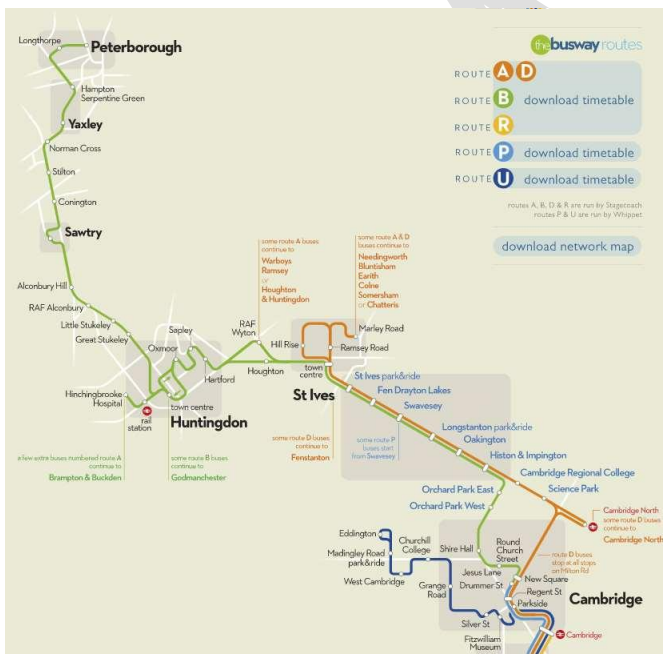 Longthorpe
Peterborough
Hampton
Serpentine Green
Yaxley
Norman Cross
Stilton
Conington
Sawtry
Alconbury Hill
RAF Alconbury
Little Stukeley
Great Stukeley
Sapley
Oxmoor
Hinchingbrooke
Hospital
rail
station
town centre
Huntingdon
Hartford
a few extra buses numbered route A
continue to
Brampton & Buckden
some route B buses
continue to
Godmanchester
RAF
Wyton
Houghton
some route A buses
continue to
Warboys
Ramsey
or
Houghton
& Huntingdon
some route A & D
buses continue to
Needingworth
Bluntisham
Earith
Colne
Somersham
or Chatteris
Hill Rise
Marley Road
Ramsey Road
town
centre
St Ives
St Ives park&ride
Fen Drayton Lakes
Swavesey
Longstanton park&ride
Oakington
Histon & Impington
Cambridge Regional College
Science Park
Orchard Park East
Orchard Park West
some route D buses
continue to
Fenstanton
some route P
buses start
from Swavesey
Cambridge North
some route D buses
continue to
Cambridge North
route D buses
stop at all stops
on Milton Rd
Eddington
Madingley Road
park&ride
Churchill
College
West Cambridge
Grange
Road
Shire Hall
Round
Church
Street
Jesus Lane
Drummer St
New Square
Regent St
Parkside
Silver St
Fitzwilliam
Museum
Cambridge
Cambridge
the busway routes
ROUTE A D
ROUTE B download timetable
ROUTE R
ROUTE P download timetable
ROUTE U download timetable
routes A, B, D & R are run by Stagecoach
routes P & U are run by Whippet
download network map